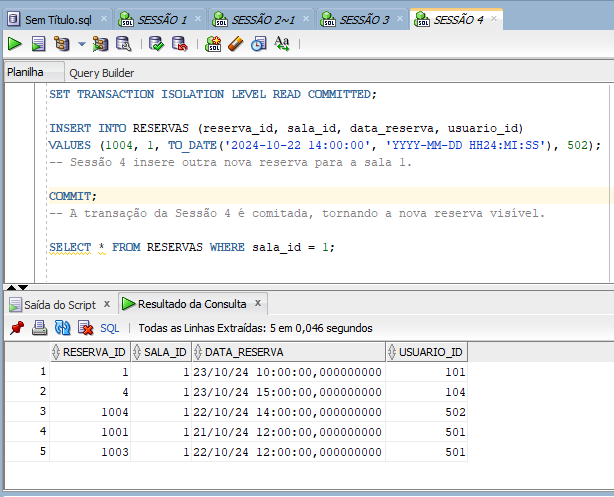 Sem Título.sql SESSÃO 1 SESSÃO 2~1 SESSÃO 3 SESSÃO 4
Planilha Query Builder
SET TRANSACTION ISOLATION LEVEL READ COMMITTED;
INSERT INTO RESERVAS (reserva_id, sala_id, data_reserva, usuario_id)
VALUES (1004, 1, TO_DATE('2024-10-22 14:00:00', 'YYYY-MM-DD HH24:MI:SS'), 502);
-- Sessão 4 insere outra nova reserva para a sala 1.
COMMIT;
-- A transação da Sessão 4 é comitada, tornando a nova reserva visível.
SELECT * FROM RESERVAS WHERE sala_id = 1;
Saída do Script x Resultado da Consulta x
SQL | Todas as Linhas Extraídas: 5 em 0,046 segundos
RESERVA_ID SALA_ID DATA_RESERVA USUARIO_ID
1 1 1 23/10/24 10:00:00,000000000 101
2 4 1 23/10/24 15:00:00,000000000 104
3 1004 1 22/10/24 14:00:00,000000000 502
4 1001 1 21/10/24 12:00:00,000000000 501
5 1003 1 22/10/24 12:00:00,000000000 501